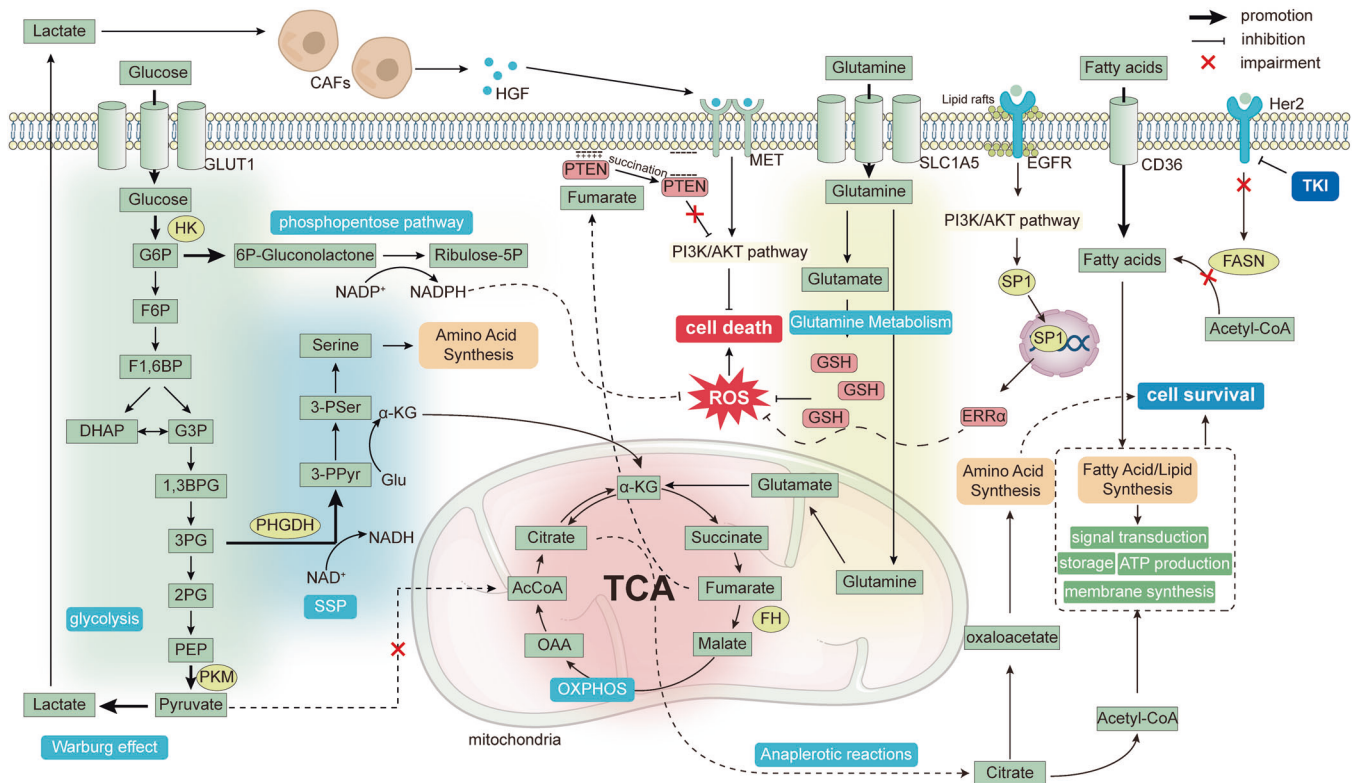 Lactate
CAFs
HGF
promotion
inhibition
impairment
Glucose
GLUT1
Glutamine
SLC1A5
Lipid rafts
EGFR
Fatty acids
CD36
Her2
TKI
MET
Glucose
HK
G6P
F6P
F1,6BP
DHAP
G3P
1,3BPG
3PG
2PG
PEP
PKM
Pyruvate
Lactate
glycolysis
Warburg effect
phosphopentose pathway
6P-Gluconolactone
Ribulose-5P
NADP+
NADPH
Serine
Amino Acid
Synthesis
3-PSer
α-KG
3-PPyr
Glu
PHGDH
NADH
NAD+
SSP
-----
+++++
PTEN
succination
-----
-----
PTEN
Fumarate
PI3K/AKT pathway
cell death
ROS
Glutamine
Glutamate
Glutamine Metabolism
GSH
GSH
GSH
PI3K/AKT pathway
SP1
SP1
ERRα
Fatty acids
FASN
Acetyl-CoA
cell survival
Amino Acid
Synthesis
Fatty Acid/Lipid
Synthesis
signal transduction
storage
ATP production
membrane synthesis
α-KG
Glutamate
Citrate
Succinate
AcCoA
TCA
Fumarate
Glutamine
FH
OAA
Malate
OXPHOS
mitochondria
oxaloacetate
Acetyl-CoA
Anaplerotic reactions
Citrate